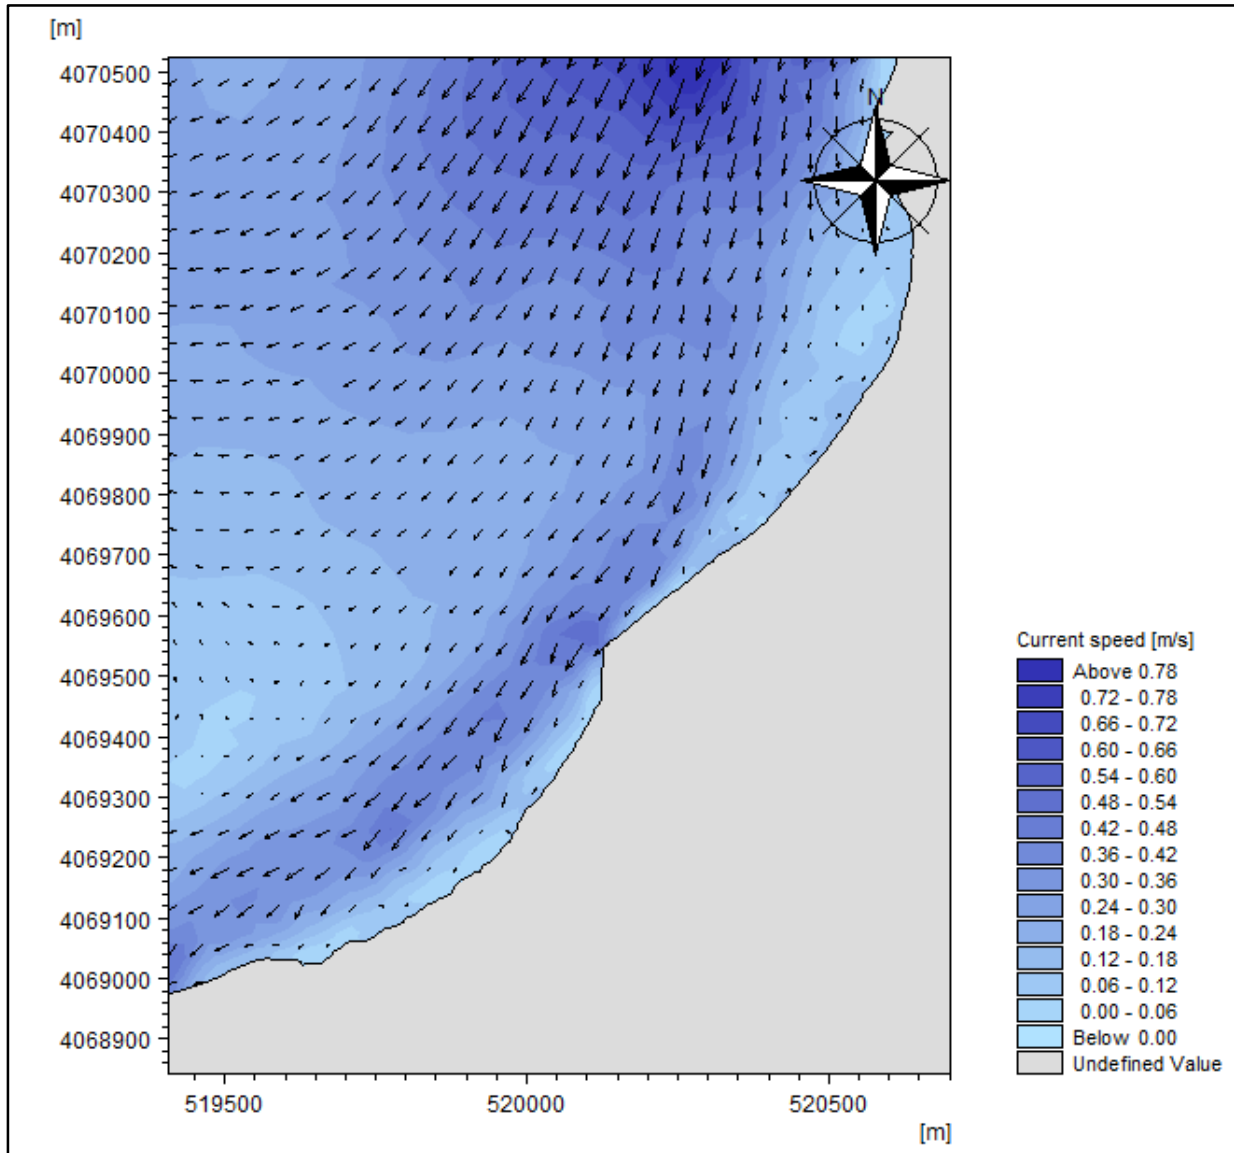 [m]
4070500
4070400
4070300
4070200
4070100
4070000
4069900
4069800
4069700
4069600
4069500
4069400
4069300
4069200
4069100
4069000
4068900
N
519500 520000 520500
[m]
Current speed [m/s]
Above 0.78
0.72 - 0.78
0.66 - 0.72
0.60 - 0.66
0.54 - 0.60
0.48 - 0.54
0.42 - 0.48
0.36 - 0.42
0.30 - 0.36
0.24 - 0.30
0.18 - 0.24
0.12 - 0.18
0.06 - 0.12
0.00 - 0.06
Below 0.00
Undefined Value